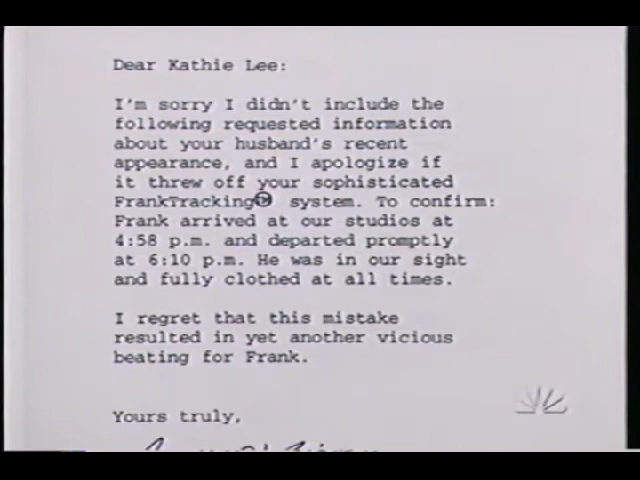 Dear Kathie Lee:
I'm sorry I didn't include the
following requested information
about your husband's recent
appearance, and I apologize if
it threw off your sophisticated
FrankTracking™ system. To confirm:
Frank arrived at our studios at
4:58 p.m. and departed promptly
at 6:10 p.m. He was in our sight
and fully clothed at all times.
I regret that this mistake
resulted in yet another vicious
beating for Frank.
Yours truly,